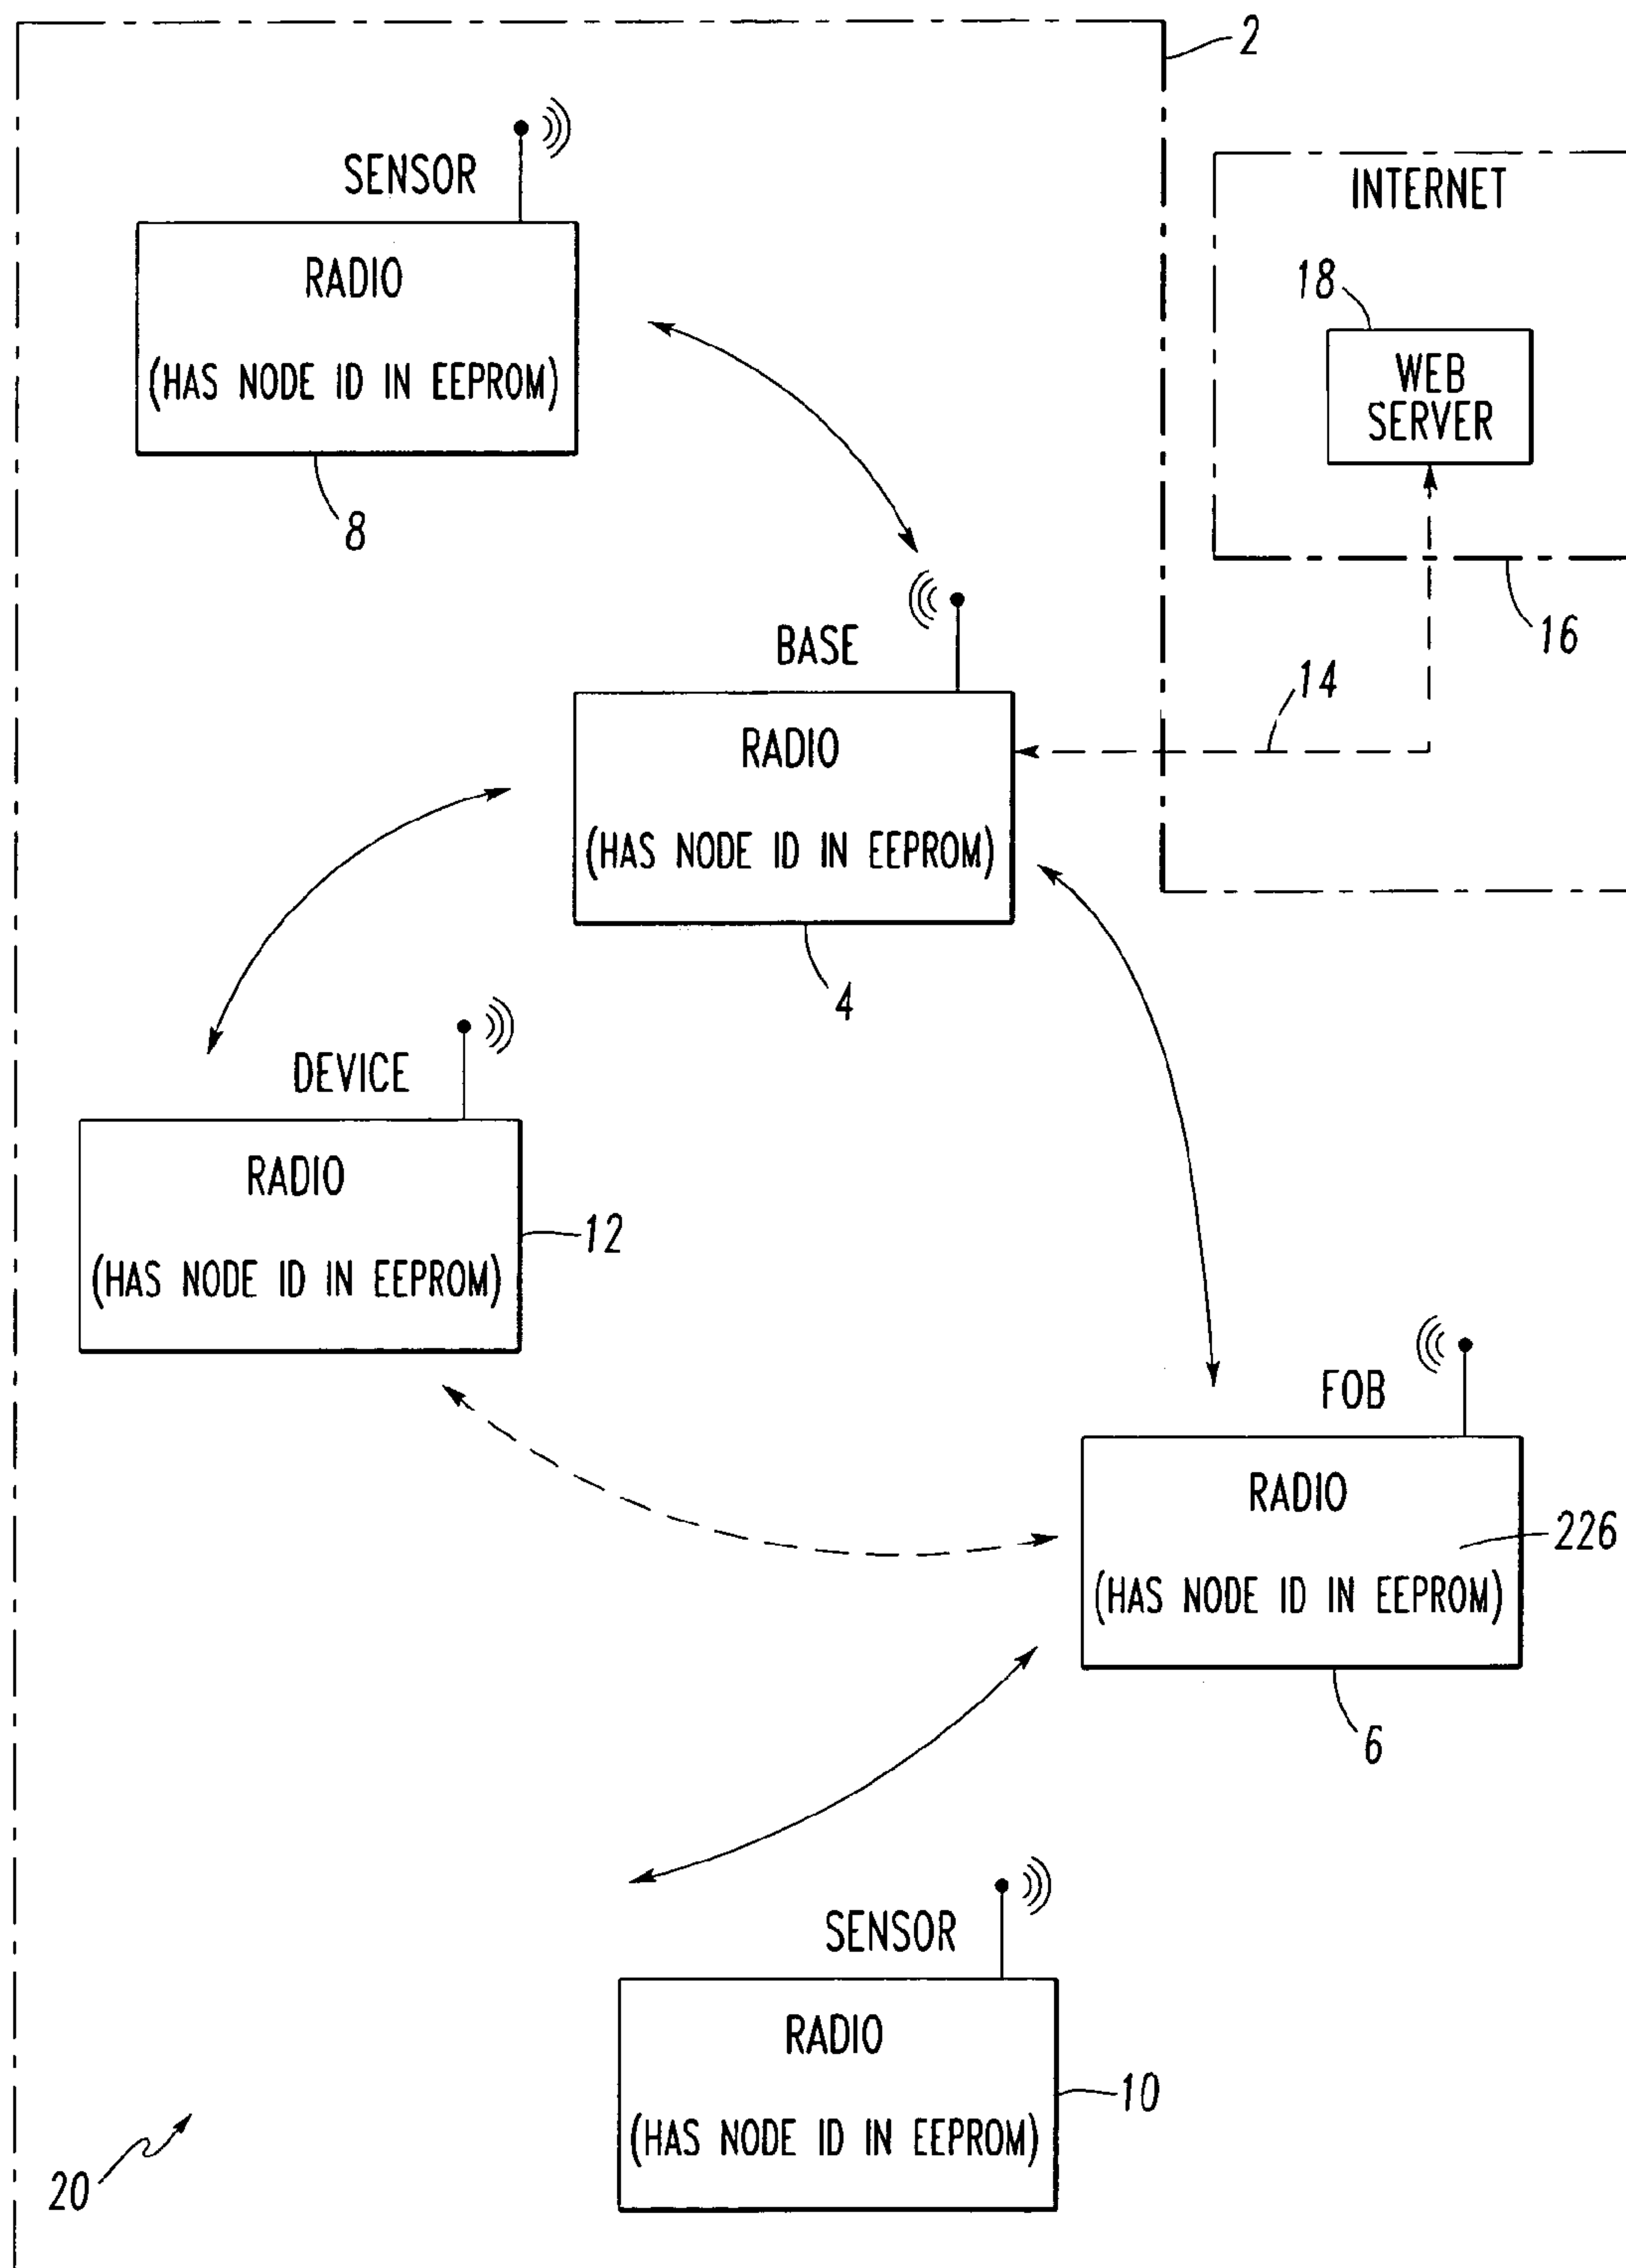 2
SENSOR
INTERNET
RADIO
18
(HAS NODE ID IN EEPROM)
WEB
SERVER
8
16
BASE
14
RADIO
(HAS NODE ID IN EEPROM)
4
DEVICE
RADIO
12
(HAS NODE ID IN EEPROM)
FOB
RADIO
226
(HAS NODE ID IN EEPROM)
6
SENSOR
RADIO
10
(HAS NODE ID IN EEPROM)
20